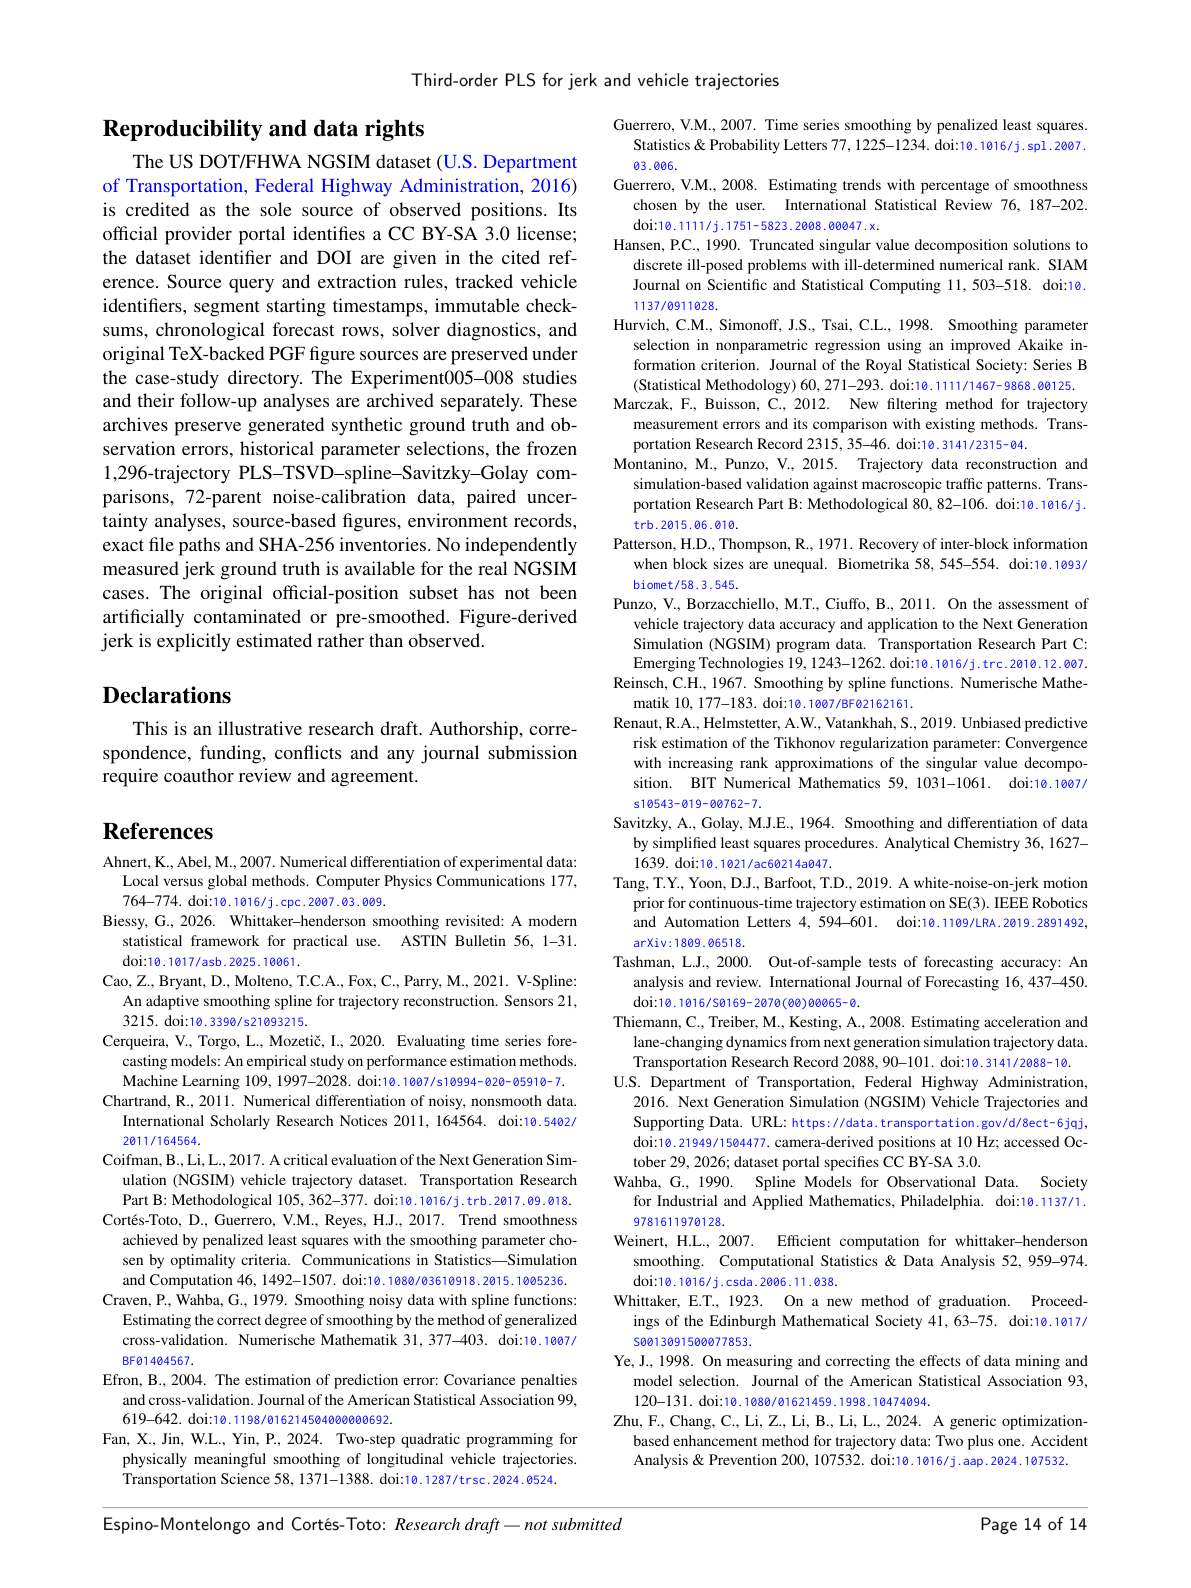 Third-order PLS for jerk and vehicle trajectories
Reproducibility and data rights
The US DOT/FHWA NGSIM dataset (U.S. Department
of Transportation, Federal Highway Administration, 2016)
is credited as the sole source of observed positions. Its
official provider portal identifies a CC BY-SA 3.0 license;
the dataset identifier and DOI are given in the cited ref-
erence. Source query and extraction rules, tracked vehicle
identifiers, segment starting timestamps, immutable check-
sums, chronological forecast rows, solver diagnostics, and
original TeX-backed PGF figure sources are preserved under
the case-study directory. The Experiment005–008 studies
and their follow-up analyses are archived separately. These
archives preserve generated synthetic ground truth and ob-
servation errors, historical parameter selections, the frozen
1,296-trajectory PLS–TSVD–spline–Savitzky–Golay com-
parisons, 72-parent noise-calibration data, paired uncer-
tainty analyses, source-based figures, environment records,
exact file paths and SHA-256 inventories. No independently
measured jerk ground truth is available for the real NGSIM
cases. The original official-position subset has not been
artificially contaminated or pre-smoothed. Figure-derived
jerk is explicitly estimated rather than observed.
Declarations
This is an illustrative research draft. Authorship, corre-
spondence, funding, conflicts and any journal submission
require coauthor review and agreement.
References
Ahnert, K., Abel, M., 2007. Numerical differentiation of experimental data:
Local versus global methods. Computer Physics Communications 177,
764–774. doi:10.1016/j.cpc.2007.03.009.
Biessy, G., 2026. Whittaker–henderson smoothing revisited: A modern
statistical framework for practical use. ASTIN Bulletin 56, 1–31.
doi:10.1017/asb.2025.10061.
Cao, Z., Bryant, D., Molteno, T.C.A., Fox, C., Parry, M., 2021. V-Spline:
An adaptive smoothing spline for trajectory reconstruction. Sensors 21,
3215. doi:10.3390/s21093215.
Cerqueira, V., Torgo, L., Mozetič, I., 2020. Evaluating time series fore-
casting models: An empirical study on performance estimation methods.
Machine Learning 109, 1997–2028. doi:10.1007/s10994-020-05910-7.
Chartrand, R., 2011. Numerical differentiation of noisy, nonsmooth data.
International Scholarly Research Notices 2011, 164564. doi:10.5402/
2011/164564.
Coifman, B., Li, L., 2017. A critical evaluation of the Next Generation Sim-
ulation (NGSIM) vehicle trajectory dataset. Transportation Research
Part B: Methodological 105, 362–377. doi:10.1016/j.trb.2017.09.018.
Cortés-Toto, D., Guerrero, V.M., Reyes, H.J., 2017. Trend smoothness
achieved by penalized least squares with the smoothing parameter cho-
sen by optimality criteria. Communications in Statistics—Simulation
and Computation 46, 1492–1507. doi:10.1080/03610918.2015.1005236.
Craven, P., Wahba, G., 1979. Smoothing noisy data with spline functions:
Estimating the correct degree of smoothing by the method of generalized
cross-validation. Numerische Mathematik 31, 377–403. doi:10.1007/
BF01404567.
Efron, B., 2004. The estimation of prediction error: Covariance penalties
and cross-validation. Journal of the American Statistical Association 99,
619–642. doi:10.1198/016214504000000692.
Fan, X., Jin, W.L., Yin, P., 2024. Two-step quadratic programming for
physically meaningful smoothing of longitudinal vehicle trajectories.
Transportation Science 58, 1371–1388. doi:10.1287/trsc.2024.0524.
Guerrero, V.M., 2007. Time series smoothing by penalized least squares.
Statistics & Probability Letters 77, 1225–1234. doi:10.1016/j.spl.2007.
03.006.
Guerrero, V.M., 2008. Estimating trends with percentage of smoothness
chosen by the user. International Statistical Review 76, 187–202.
doi:10.1111/j.1751-5823.2008.00047.x.
Hansen, P.C., 1990. Truncated singular value decomposition solutions to
discrete ill-posed problems with ill-determined numerical rank. SIAM
Journal on Scientific and Statistical Computing 11, 503–518. doi:10.
1137/0911028.
Hurvich, C.M., Simonoff, J.S., Tsai, C.L., 1998. Smoothing parameter
selection in nonparametric regression using an improved Akaike in-
formation criterion. Journal of the Royal Statistical Society: Series B
(Statistical Methodology) 60, 271–293. doi:10.1111/1467-9868.00125.
Marczak, F., Buisson, C., 2012. New filtering method for trajectory
measurement errors and its comparison with existing methods. Trans-
portation Research Record 2315, 35–46. doi:10.3141/2315-04.
Montanino, M., Punzo, V., 2015. Trajectory data reconstruction and
simulation-based validation against macroscopic traffic patterns. Trans-
portation Research Part B: Methodological 80, 82–106. doi:10.1016/j.
trb.2015.06.010.
Patterson, H.D., Thompson, R., 1971. Recovery of inter-block information
when block sizes are unequal. Biometrika 58, 545–554. doi:10.1093/
biomet/58.3.545.
Punzo, V., Borzacchiello, M.T., Ciuffo, B., 2011. On the assessment of
vehicle trajectory data accuracy and application to the Next Generation
Simulation (NGSIM) program data. Transportation Research Part C:
Emerging Technologies 19, 1243–1262. doi:10.1016/j.trc.2010.12.007.
Reinsch, C.H., 1967. Smoothing by spline functions. Numerische Mathe-
matik 10, 177–183. doi:10.1007/BF02162161.
Renaut, R.A., Helmstetter, A.W., Vatankhah, S., 2019. Unbiased predictive
risk estimation of the Tikhonov regularization parameter: Convergence
with increasing rank approximations of the singular value decompo-
sition. BIT Numerical Mathematics 59, 1031–1061. doi:10.1007/
s10543-019-00762-7.
Savitzky, A., Golay, M.J.E., 1964. Smoothing and differentiation of data
by simplified least squares procedures. Analytical Chemistry 36, 1627–
1639. doi:10.1021/ac60214a047.
Tang, T.Y., Yoon, D.J., Barfoot, T.D., 2019. A white-noise-on-jerk motion
prior for continuous-time trajectory estimation on SE(3). IEEE Robotics
and Automation Letters 4, 594–601. doi:10.1109/LRA.2019.2891492,
arXiv:1809.06518.
Tashman, L.J., 2000. Out-of-sample tests of forecasting accuracy: An
analysis and review. International Journal of Forecasting 16, 437–450.
doi:10.1016/S0169-2070(00)00065-0.
Thiemann, C., Treiber, M., Kesting, A., 2008. Estimating acceleration and
lane-changing dynamics from next generation simulation trajectory data.
Transportation Research Record 2088, 90–101. doi:10.3141/2088-10.
U.S. Department of Transportation, Federal Highway Administration,
2016. Next Generation Simulation (NGSIM) Vehicle Trajectories and
Supporting Data. URL: https://data.transportation.gov/d/8ect-6jqj,
doi:10.21949/1504477. camera-derived positions at 10 Hz; accessed Oc-
tober 29, 2026; dataset portal specifies CC BY-SA 3.0.
Wahba, G., 1990. Spline Models for Observational Data. Society
for Industrial and Applied Mathematics, Philadelphia. doi:10.1137/1.
9781611970128.
Weinert, H.L., 2007. Efficient computation for whittaker–henderson
smoothing. Computational Statistics & Data Analysis 52, 959–974.
doi:10.1016/j.csda.2006.11.038.
Whittaker, E.T., 1923. On a new method of graduation. Proceed-
ings of the Edinburgh Mathematical Society 41, 63–75. doi:10.1017/
S0013091500077853.
Ye, J., 1998. On measuring and correcting the effects of data mining and
model selection. Journal of the American Statistical Association 93,
120–131. doi:10.1080/01621459.1998.10474094.
Zhu, F., Chang, C., Li, Z., Li, B., Li, L., 2024. A generic optimization-
based enhancement method for trajectory data: Two plus one. Accident
Analysis & Prevention 200, 107532. doi:10.1016/j.aap.2024.107532.
Espino-Montelongo and Cortés-Toto: Research draft — not submitted
Page 14 of 14